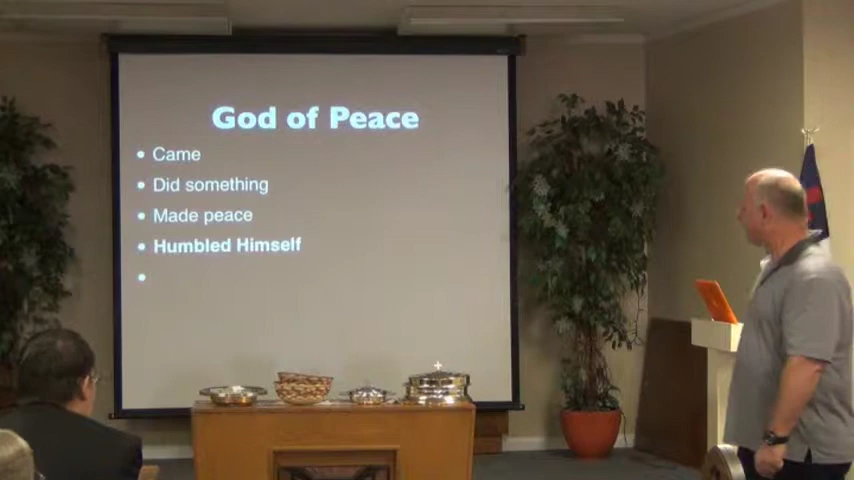 God of Peace
• Came
• Did something
• Made peace
• Humbled Himself
•